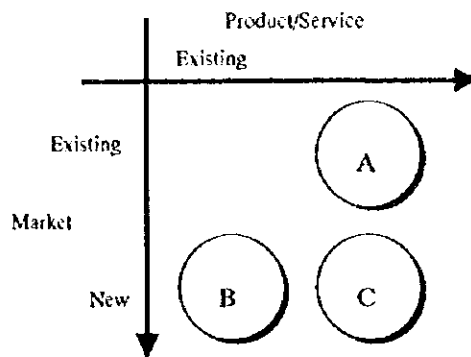 Product/Service
Existing
Existing
A
Market
New
B
C